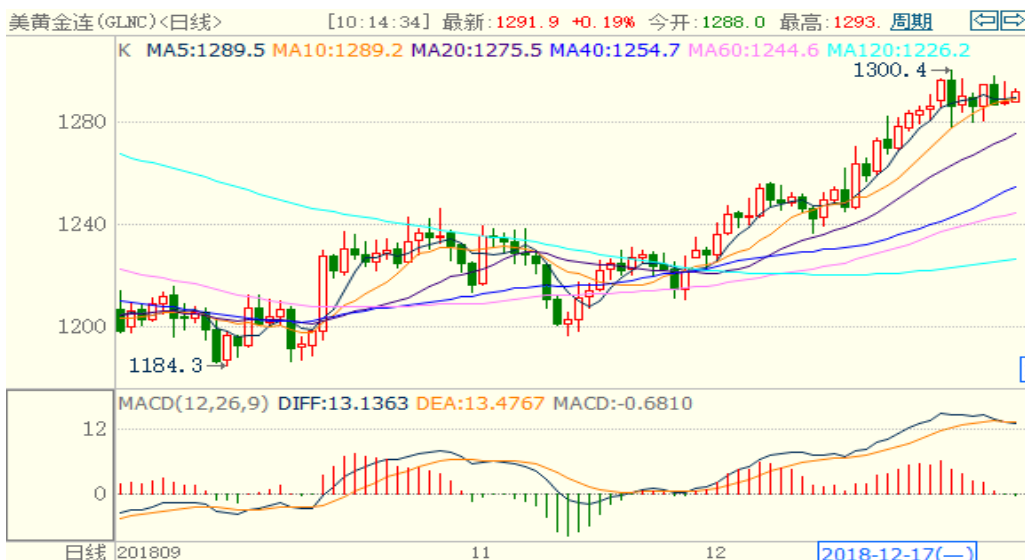 美黄金连(GLNC)<日线> [10:14:34] 最新:1291.9 +0.19% 今开:1288.0 最高:1293. 周期
K MA5:1289.5 MA10:1289.2 MA20:1275.5 MA40:1254.7 MA60:1244.6 MA120:1226.2
1300.4
1280
1240
1200
1184.3
MACD(12,26,9) DIFF:13.1363 DEA:13.4767 MACD:-0.6810
12
0
日线 201809 11 12 2018-12-17(一)